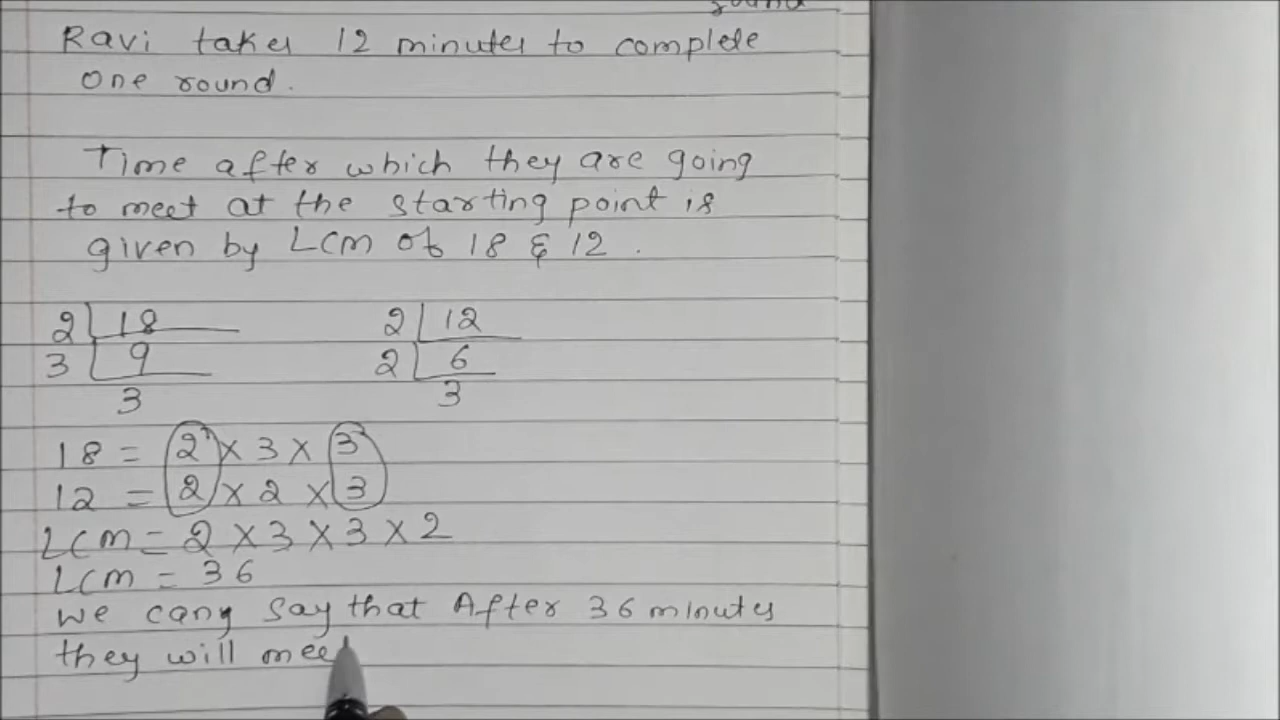 round
Ravi takes 12 minutes to complete
one round.
Time after which they are going
to meet at the starting point is
given by LCM of 18 & 12.
2 18 2 12
3 9 2 6
3 3
18 = 2 × 3 × 3
12 = 2 × 2 × 3
LCM = 2 × 3 × 3 × 2
LCM = 36
We cany say that After 36 minutes
they will mee